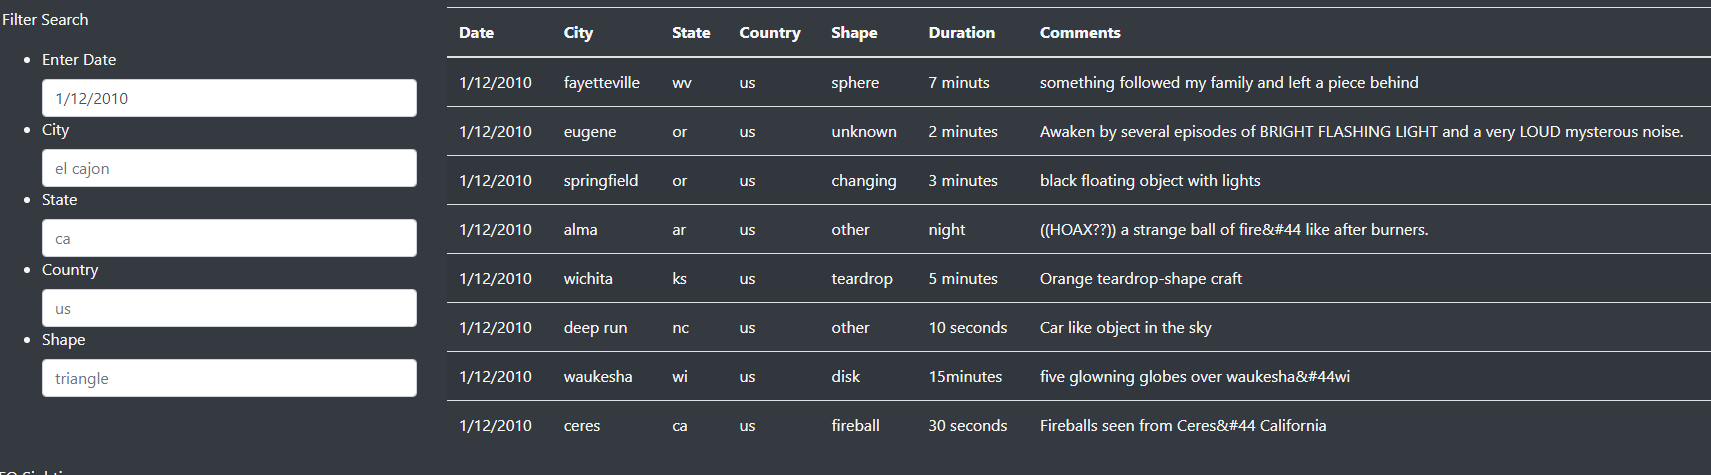 Filter Search
Enter Date
1/12/2010
City
el cajon
State
ca
Country
us
Shape
triangle
Date City State Country Shape Duration Comments
1/12/2010 fayetteville wv us sphere 7 minuts something followed my family and left a piece behind
1/12/2010 eugene or us unknown 2 minutes Awaken by several episodes of BRIGHT FLASHING LIGHT and a very LOUD mysterous noise.
1/12/2010 springfield or us changing 3 minutes black floating object with lights
1/12/2010 alma ar us other night ((HOAX??)) a strange ball of fire&#44 like after burners.
1/12/2010 wichita ks us teardrop 5 minutes Orange teardrop-shape craft
1/12/2010 deep run nc us other 10 seconds Car like object in the sky
1/12/2010 waukesha wi us disk 15minutes five glowning globes over waukesha&#44wi
1/12/2010 ceres ca us fireball 30 seconds Fireballs seen from Ceres&#44 California